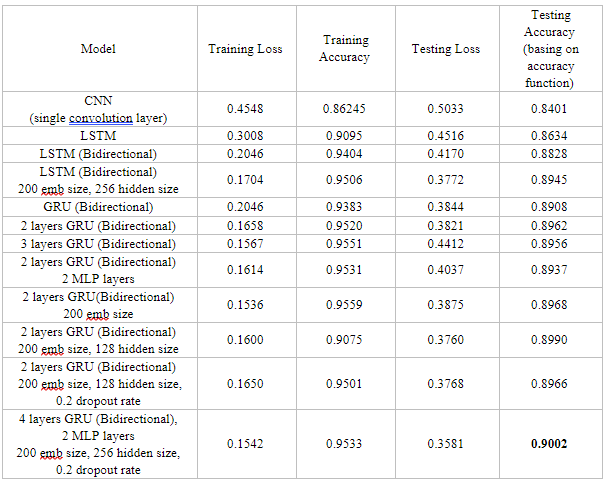 Model Training Loss Training Accuracy Testing Loss Testing Accuracy (basing on accuracy function)
CNN
(single convolution layer) 0.4548 0.86245 0.5033 0.8401
LSTM 0.3008 0.9095 0.4516 0.8634
LSTM (Bidirectional) 0.2046 0.9404 0.4170 0.8828
LSTM (Bidirectional)
200 emb size, 256 hidden size 0.1704 0.9506 0.3772 0.8945
GRU (Bidirectional) 0.2046 0.9383 0.3844 0.8908
2 layers GRU (Bidirectional) 0.1658 0.9520 0.3821 0.8962
3 layers GRU (Bidirectional) 0.1567 0.9551 0.4412 0.8956
2 layers GRU (Bidirectional)
2 MLP layers 0.1614 0.9531 0.4037 0.8937
2 layers GRU(Bidirectional)
200 emb size 0.1536 0.9559 0.3875 0.8968
2 layers GRU (Bidirectional)
200 emb size, 128 hidden size 0.1600 0.9075 0.3760 0.8990
2 layers GRU (Bidirectional)
200 emb size, 128 hidden size, 0.1650 0.9501 0.3768 0.8966
0.2 dropout rate
4 layers GRU (Bidirectional),
2 MLP layers
200 emb size, 256 hidden size, 0.1542 0.9533 0.3581 0.9002
0.2 dropout rate